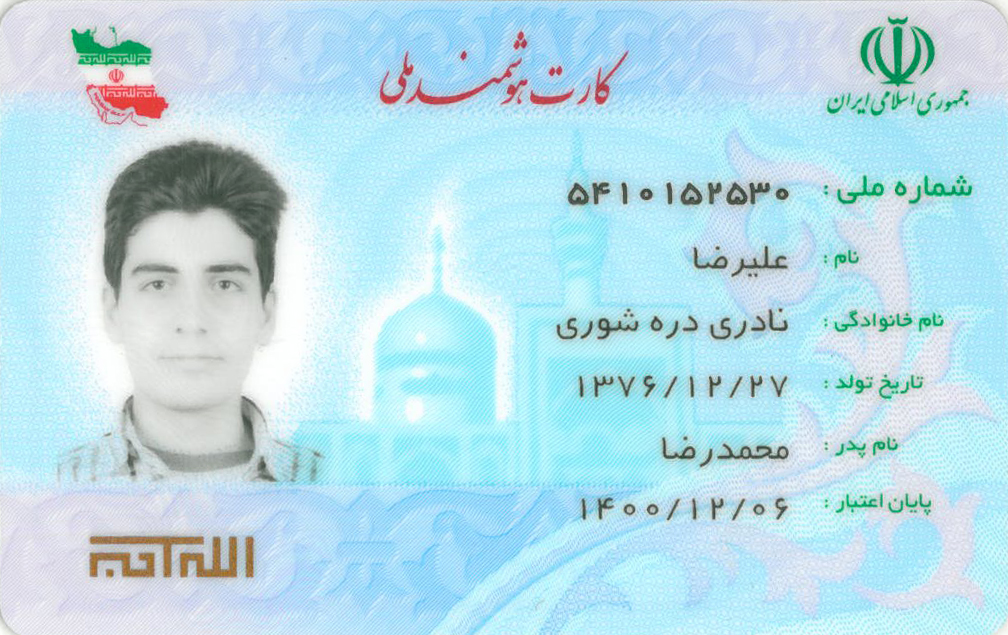 کارت هوشمند ملی
جمهوری اسلامی ایران
شماره ملی : ۵۴۱۰۱۵۲۵۳۰
نام : علیرضا
نام خانوادگی : نادری دره شوری
تاریخ تولد : ۱۳۷۶/۱۲/۲۷
نام پدر : محمدرضا
پایان اعتبار : ۱۴۰۰/۱۲/۰۶
الله اکبر